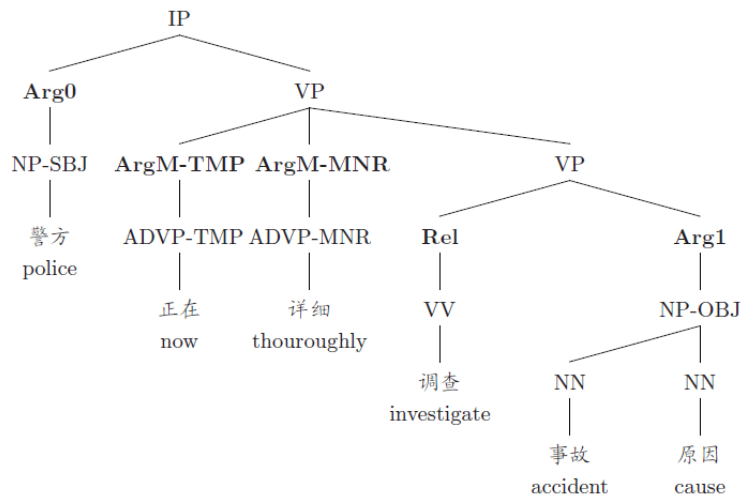 IP
Arg0 VP
NP-SBJ ArgM-TMP ArgM-MNR VP
警方 ADVP-TMP ADVP-MNR Rel Arg1
police
正在 详细 VV NP-OBJ
now thouroughly
调查 NN NN
investigate
事故 原因
accident cause